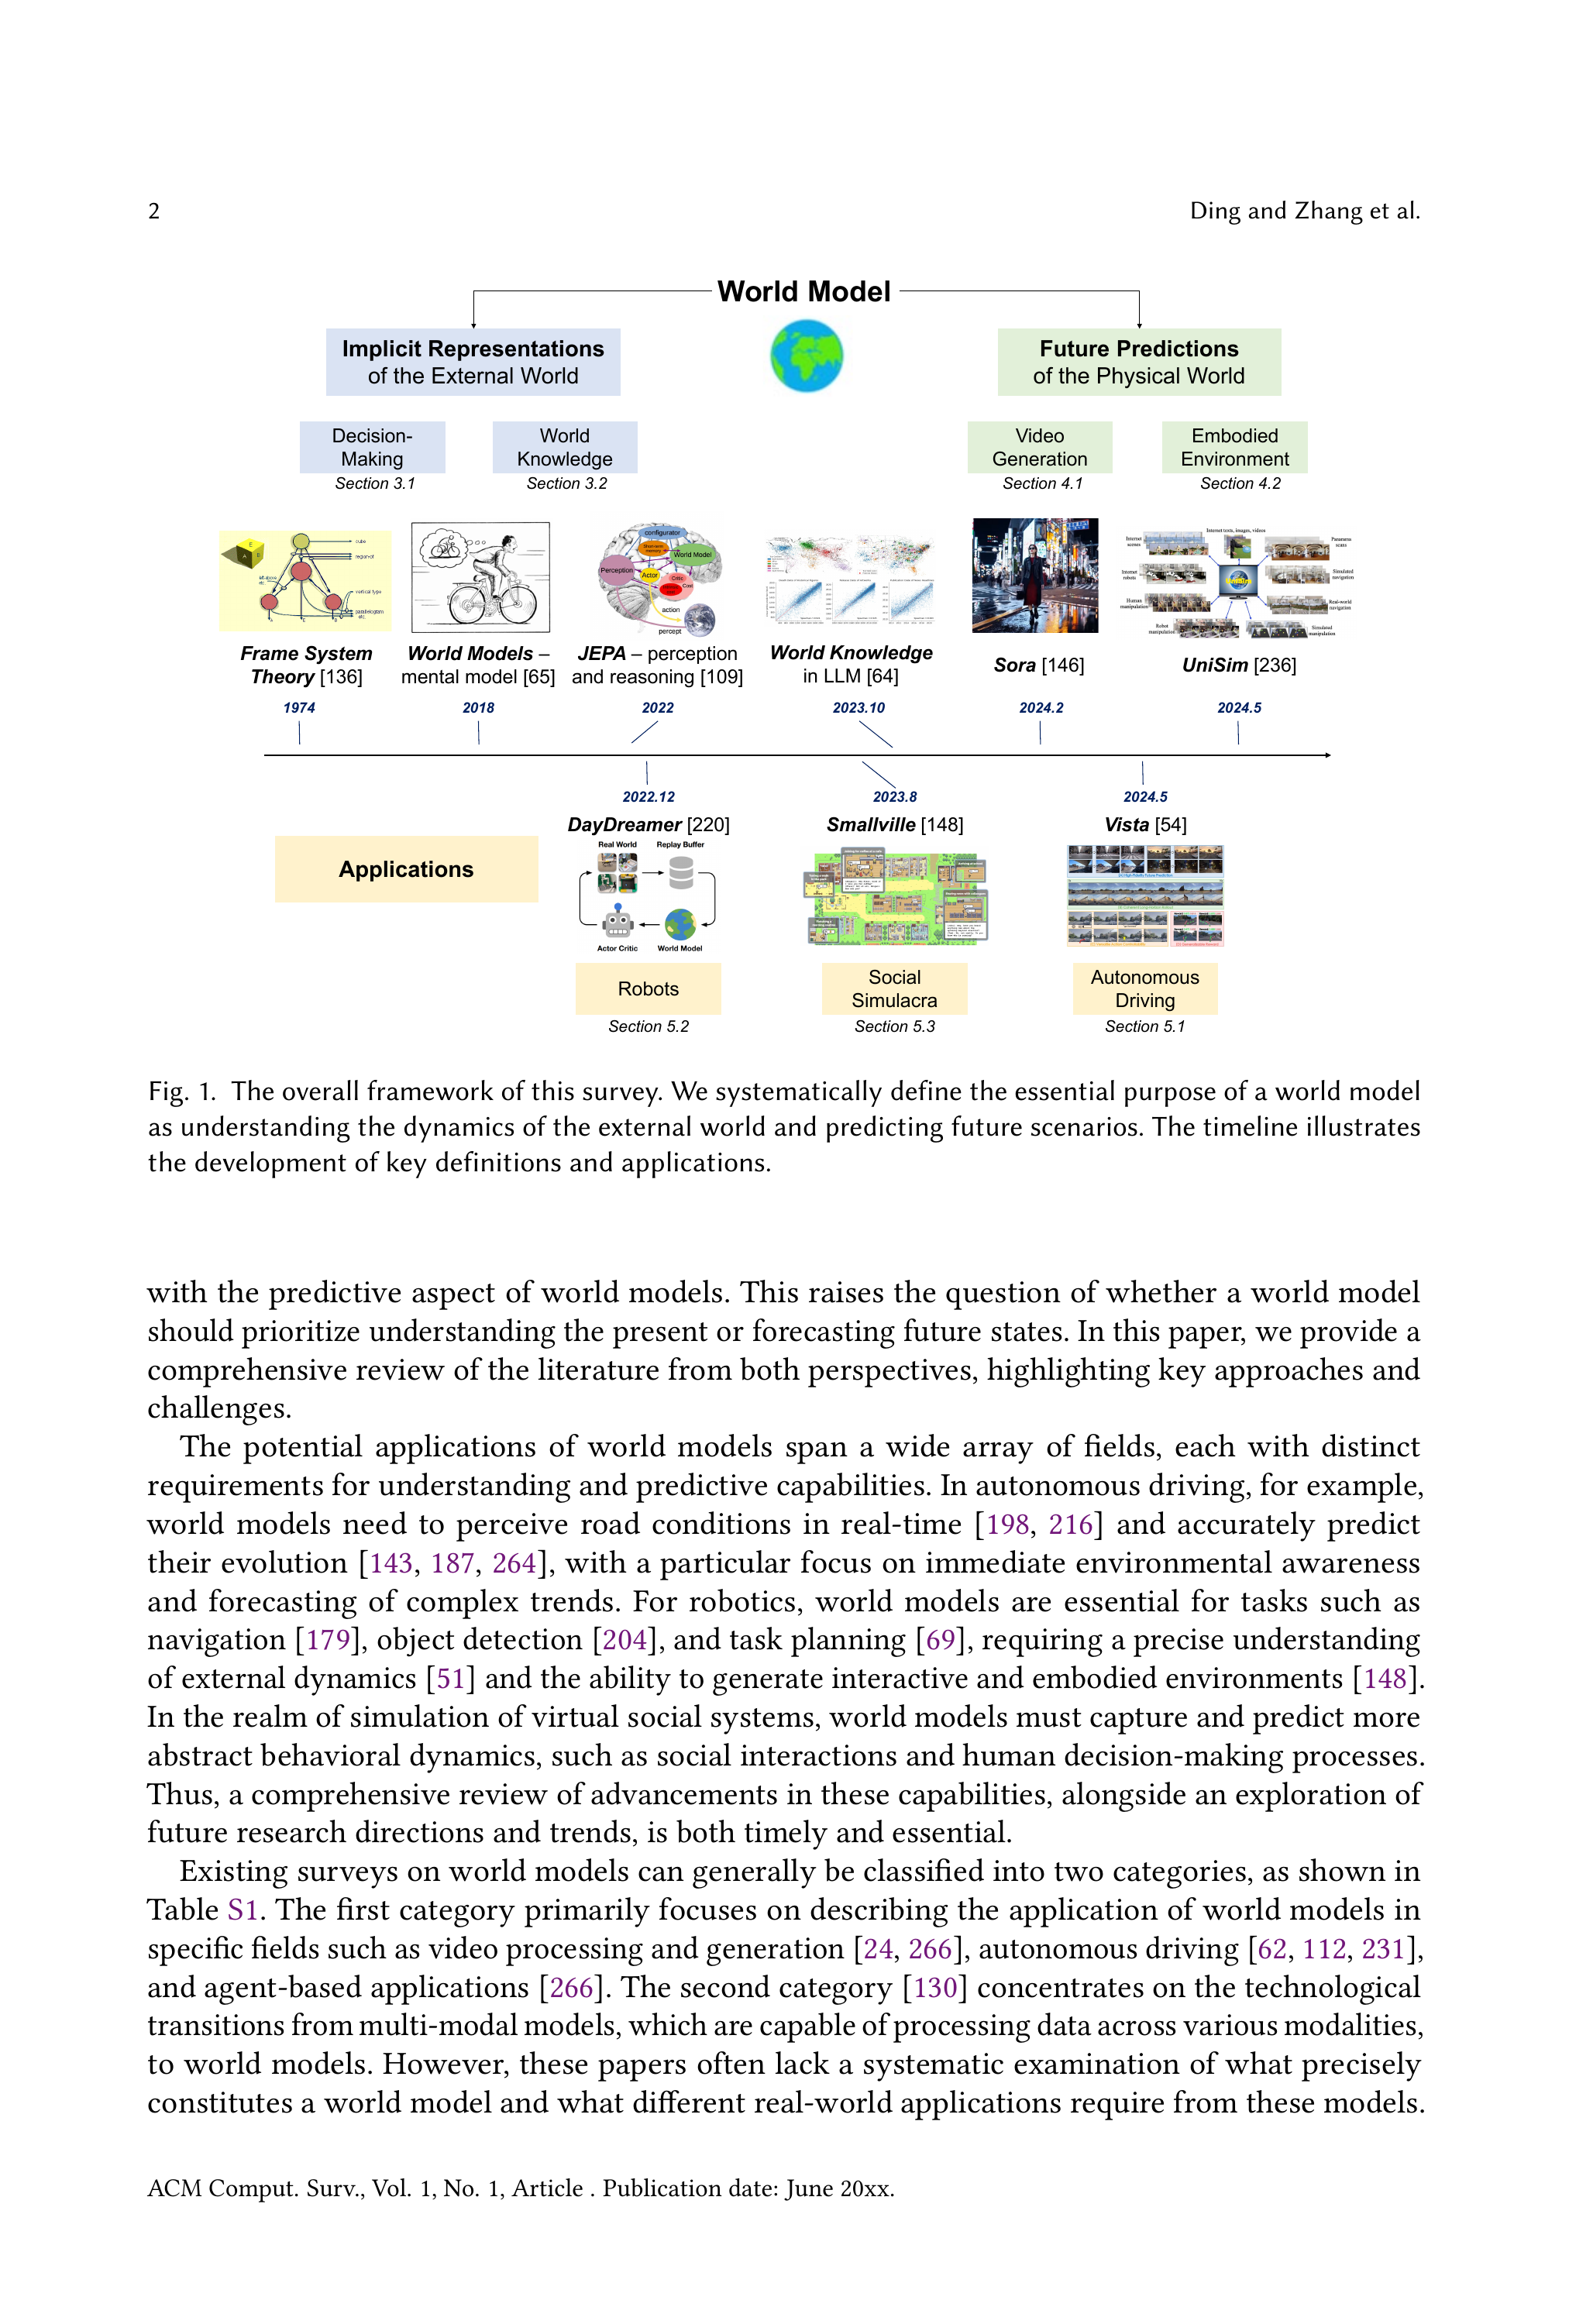 2
Ding and Zhang et al.
World Model
Implicit Representations
of the External World
Future Predictions
of the Physical World
Decision-
Making
Section 3.1
World
Knowledge
Section 3.2
Video
Generation
Section 4.1
Embodied
Environment
Section 4.2
configurator
World Model
Perception
Actor
action
percept
Internet texts, images, videos
UniSim
Frame System
Theory [136]
World Models –
mental model [65]
JEPA – perception
and reasoning [109]
World Knowledge
in LLM [64]
Sora [146]
UniSim [236]
1974
2018
2022
2023.10
2024.2
2024.5
2022.12
2023.8
2024.5
DayDreamer [220]
Smallville [148]
Vista [54]
Applications
Real World
Replay Buffer
Actor Critic
World Model
Robots
Section 5.2
Social
Simulacra
Section 5.3
Autonomous
Driving
Section 5.1
Fig. 1. The overall framework of this survey. We systematically define the essential purpose of a world model
as understanding the dynamics of the external world and predicting future scenarios. The timeline illustrates
the development of key definitions and applications.
with the predictive aspect of world models. This raises the question of whether a world model
should prioritize understanding the present or forecasting future states. In this paper, we provide a
comprehensive review of the literature from both perspectives, highlighting key approaches and
challenges.
The potential applications of world models span a wide array of fields, each with distinct
requirements for understanding and predictive capabilities. In autonomous driving, for example,
world models need to perceive road conditions in real-time [198, 216] and accurately predict
their evolution [143, 187, 264], with a particular focus on immediate environmental awareness
and forecasting of complex trends. For robotics, world models are essential for tasks such as
navigation [179], object detection [204], and task planning [69], requiring a precise understanding
of external dynamics [51] and the ability to generate interactive and embodied environments [148].
In the realm of simulation of virtual social systems, world models must capture and predict more
abstract behavioral dynamics, such as social interactions and human decision-making processes.
Thus, a comprehensive review of advancements in these capabilities, alongside an exploration of
future research directions and trends, is both timely and essential.
Existing surveys on world models can generally be classified into two categories, as shown in
Table S1. The first category primarily focuses on describing the application of world models in
specific fields such as video processing and generation [24, 266], autonomous driving [62, 112, 231],
and agent-based applications [266]. The second category [130] concentrates on the technological
transitions from multi-modal models, which are capable of processing data across various modalities,
to world models. However, these papers often lack a systematic examination of what precisely
constitutes a world model and what different real-world applications require from these models.
ACM Comput. Surv., Vol. 1, No. 1, Article . Publication date: June 20xx.